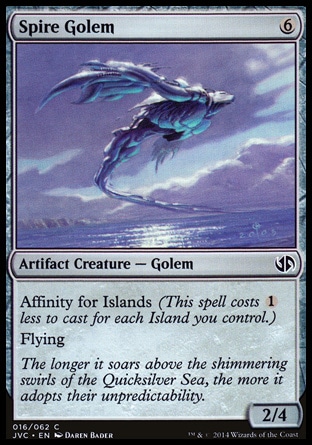 Spire Golem 6
Artifact Creature — Golem
Affinity for Islands (This spell costs 1
less to cast for each Island you control.)
Flying
The longer it soars above the shimmering
swirls of the Quicksilver Sea, the more it
adopts their unpredictability.
2/4
016/062 C
JVC • EN DAREN BADER ™ & © 2014 Wizards of the Coast